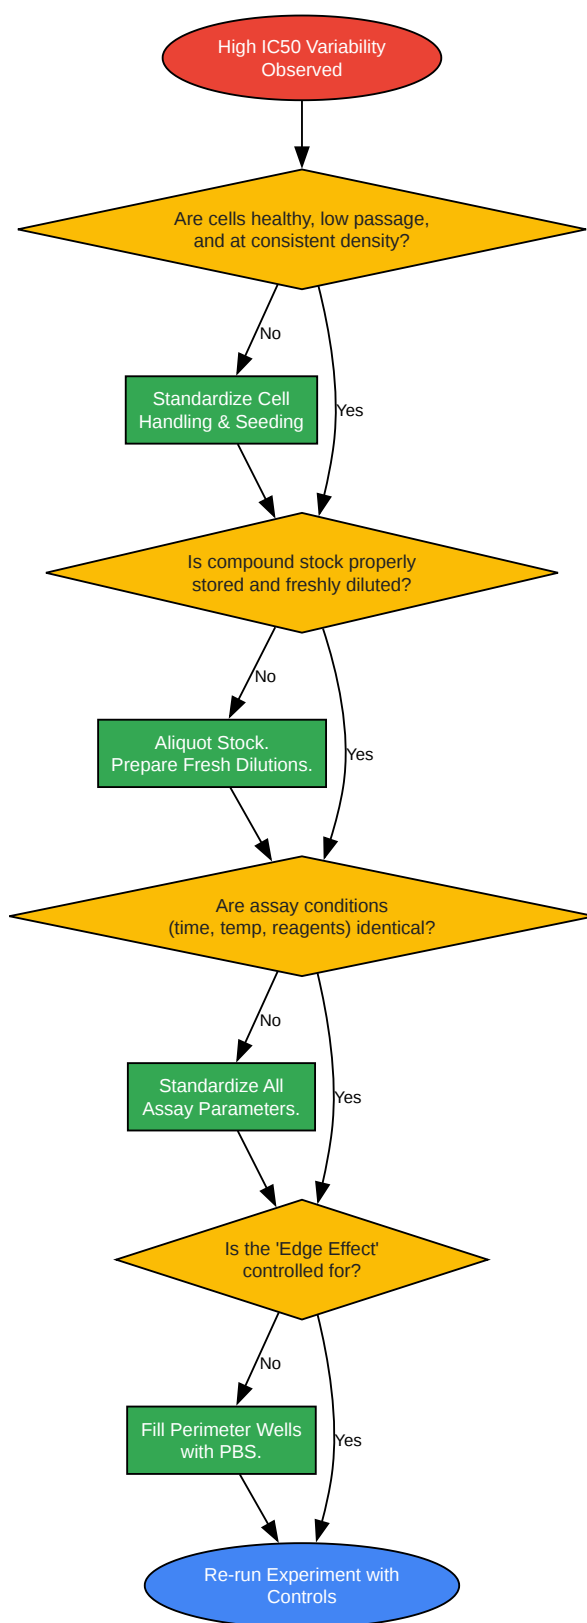 High IC50 Variability
Observed
Are cells healthy, low passage,
and at consistent density?
No
Yes
Standardize Cell
Handling & Seeding
Is compound stock properly
stored and freshly diluted?
No
Yes
Aliquot Stock.
Prepare Fresh Dilutions.
Are assay conditions
(time, temp, reagents) identical?
No
Yes
Standardize All
Assay Parameters.
Is the 'Edge Effect'
controlled for?
No
Yes
Fill Perimeter Wells
with PBS.
Re-run Experiment with
Controls